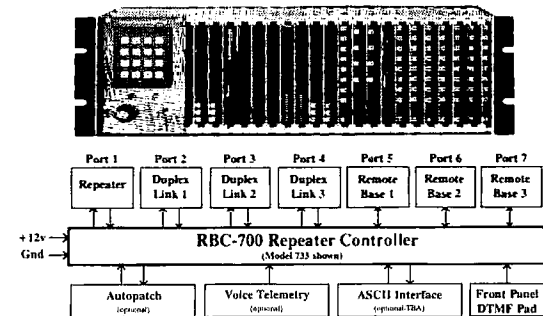 Port 1 Port 2 Port 3 Port 4 Port 5 Port 6 Port 7
Repeater
Duplex Link 1
Duplex Link 2
Duplex Link 3
Remote Base 1
Remote Base 2
Remote Base 3
+12v
Gnd
RBC-700 Repeater Controller
(Model 733 shown)
Autopatch
(optional)
Voice Telemetry
(optional)
ASCII Interface
(optional-TBA)
Front Panel
DTMF Pad